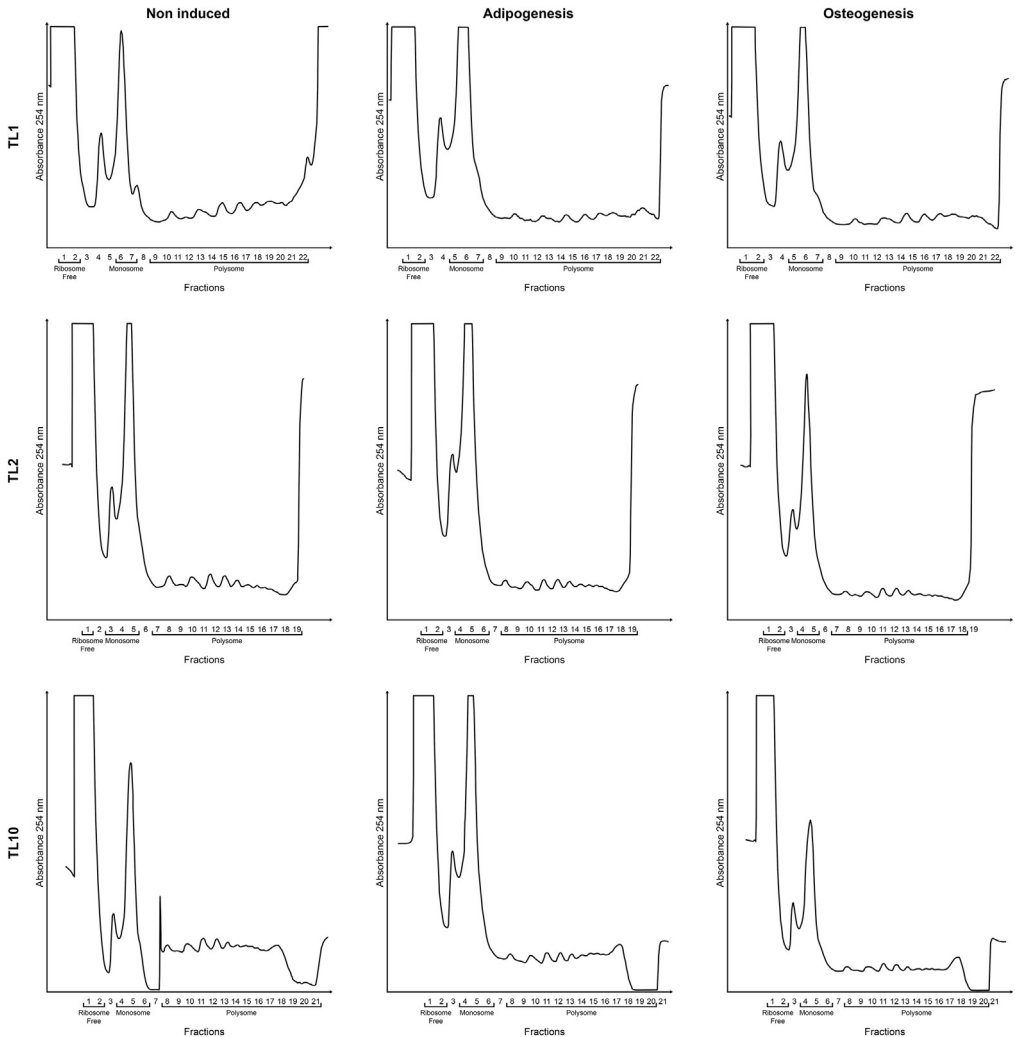 Non induced Adipogenesis Osteogenesis
TL1
Absorbance 254 nm
1 2 3 4 5 6 7 8 9 10 11 12 13 14 15 16 17 18 19 20 21 22
Ribosome Free Monosome Polysome
Fractions
Absorbance 254 nm
1 2 3 4 5 6 7 8 9 10 11 12 13 14 15 16 17 18 19 20 21 22
Ribosome Free Monosome Polysome
Fractions
Absorbance 254 nm
1 2 3 4 5 6 7 8 9 10 11 12 13 14 15 16 17 18 19 20 21 22
Ribosome Free Monosome Polysome
Fractions
TL2
Absorbance 254 nm
1 2 3 4 5 6 7 8 9 10 11 12 13 14 15 16 17 18 19
Ribosome Free Monosome Polysome
Fractions
Absorbance 254 nm
1 2 3 4 5 6 7 8 9 10 11 12 13 14 15 16 17 18 19
Ribosome Free Monosome Polysome
Fractions
Absorbance 254 nm
1 2 3 4 5 6 7 8 9 10 11 12 13 14 15 16 17 18 19
Ribosome Free Monosome Polysome
Fractions
TL10
Absorbance 254 nm
1 2 3 4 5 6 7 8 9 10 11 12 13 14 15 16 17 18 19 20 21
Ribosome Free Monosome Polysome
Fractions
Absorbance 254 nm
1 2 3 4 5 6 7 8 9 10 11 12 13 14 15 16 17 18 19 20 21
Ribosome Free Monosome Polysome
Fractions
Absorbance 254 nm
1 2 3 4 5 6 7 8 9 10 11 12 13 14 15 16 17 18 19 20 21
Ribosome Free Monosome Polysome
Fractions